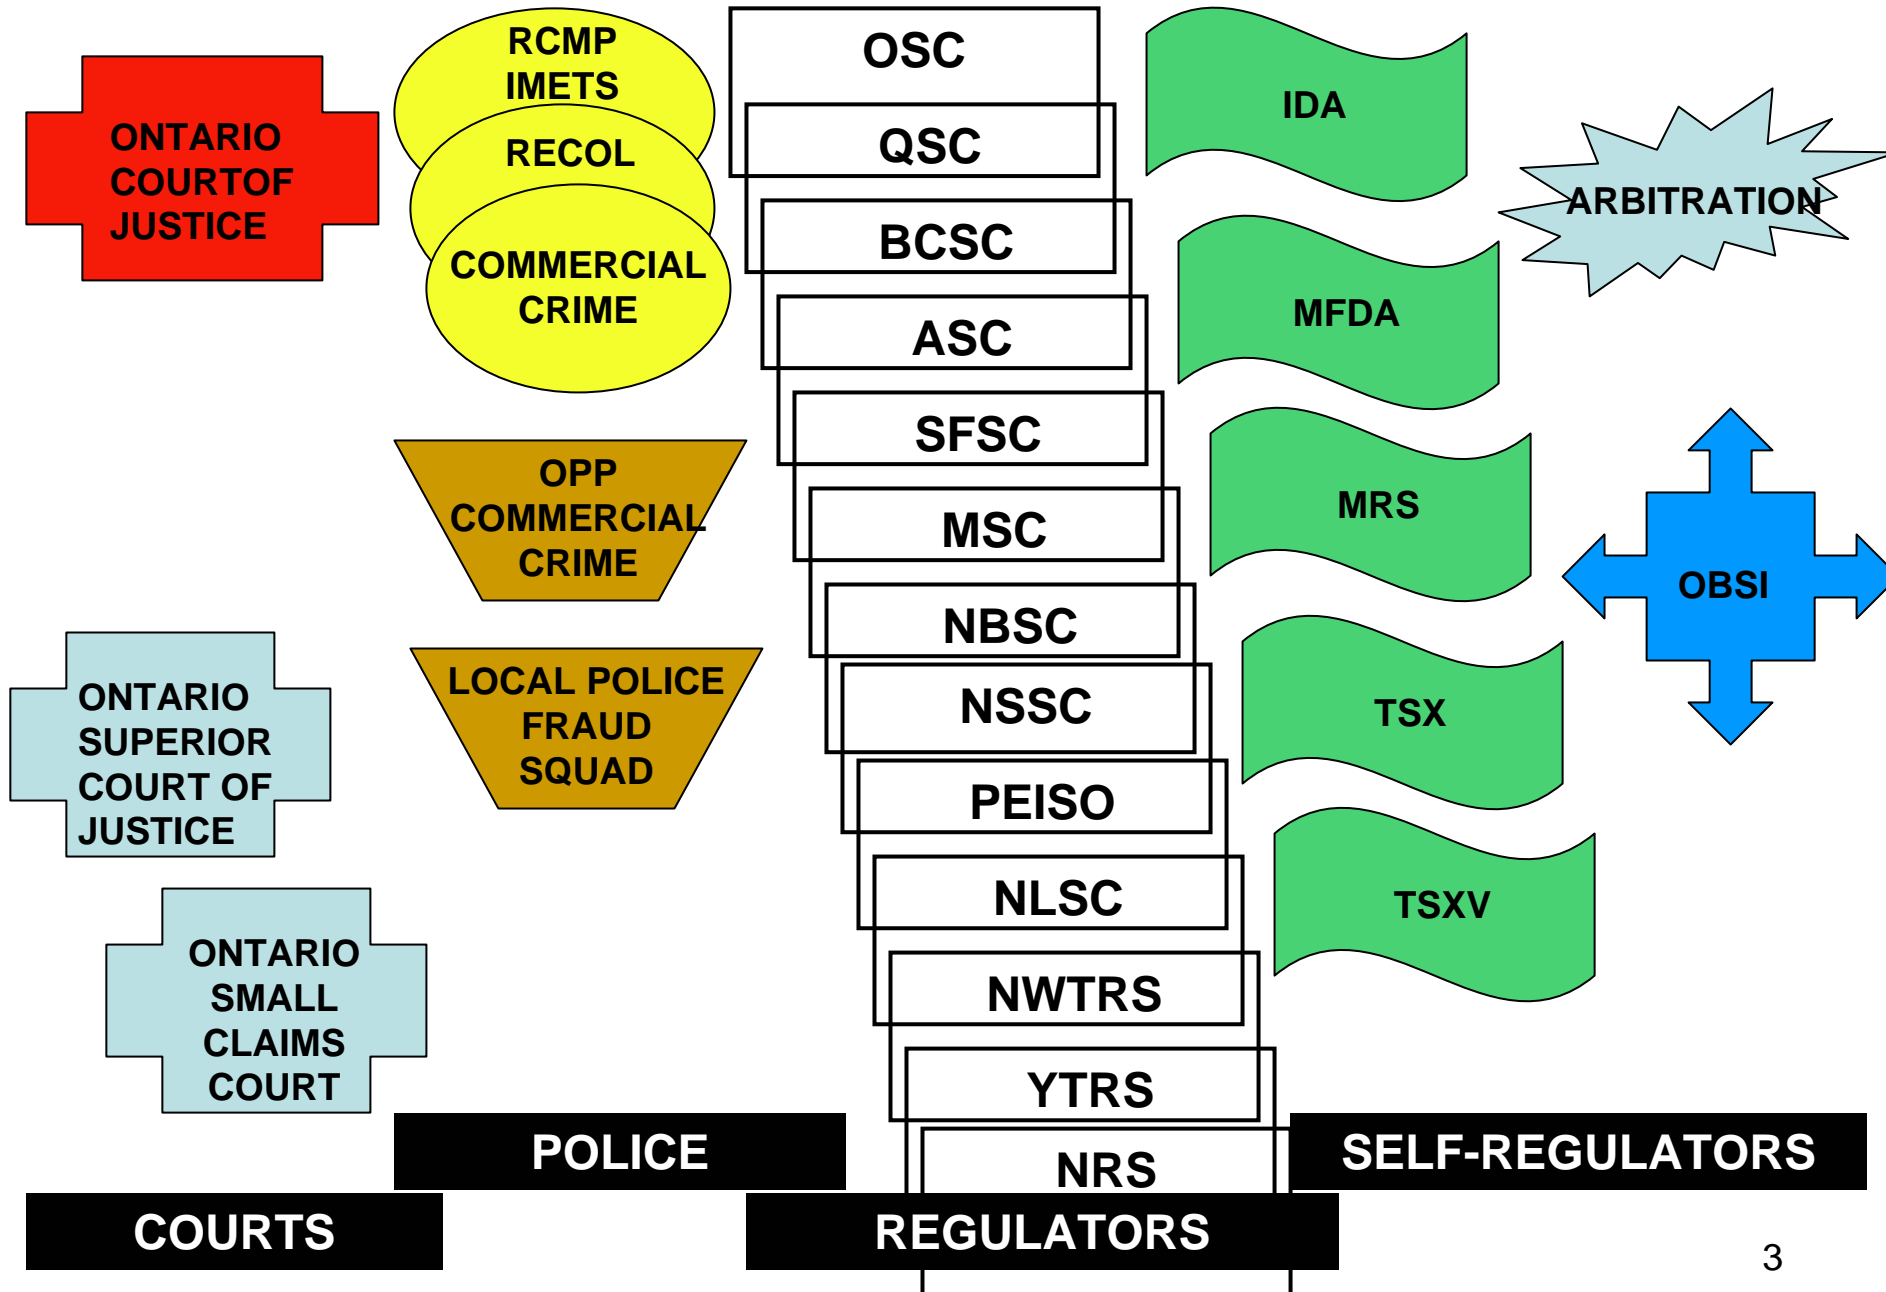 ONTARIO
COURTOF
JUSTICE
ONTARIO
SUPERIOR
COURT OF
JUSTICE
ONTARIO
SMALL
CLAIMS
COURT
COURTS
RCMP
IMETS
RECOL
COMMERCIAL
CRIME
OPP
COMMERCIAL
CRIME
LOCAL POLICE
FRAUD
SQUAD
POLICE
OSC
QSC
BCSC
ASC
SFSC
MSC
NBSC
NSSC
PEISO
NLSC
NWTRS
YTRS
NRS
REGULATORS
IDA
MFDA
MRS
TSX
TSXV
ARBITRATION
OBSI
SELF-REGULATORS
3